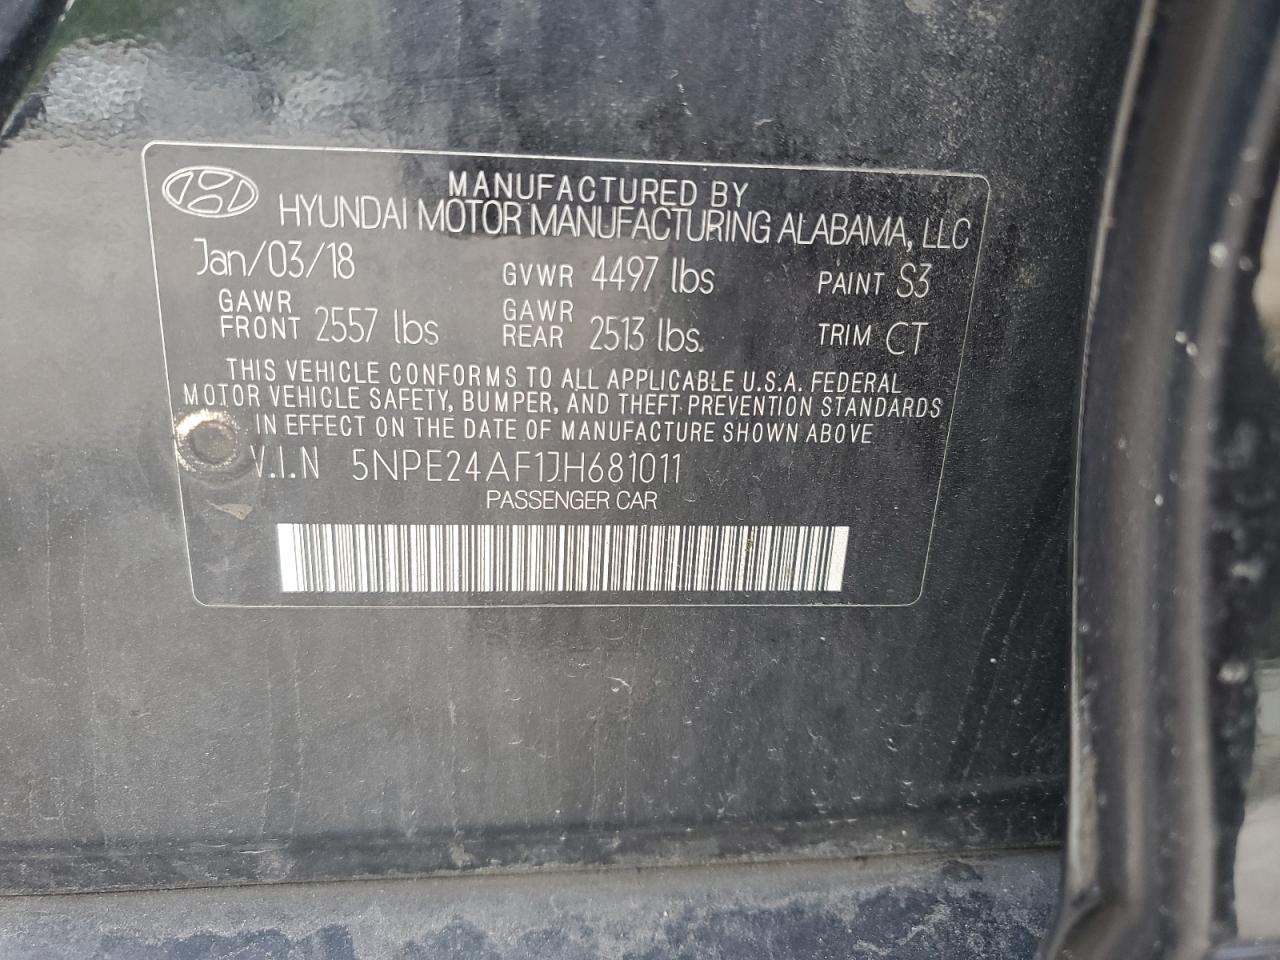 MANUFACTURED BY
HYUNDAI MOTOR MANUFACTURING ALABAMA, LLC
Jan/03/18 GVWR 4497 lbs PAINT S3
GAWR FRONT 2557 lbs GAWR REAR 2513 lbs. TRIM CT
THIS VEHICLE CONFORMS TO ALL APPLICABLE U.S.A. FEDERAL
MOTOR VEHICLE SAFETY, BUMPER, AND THEFT PREVENTION STANDARDS
IN EFFECT ON THE DATE OF MANUFACTURE SHOWN ABOVE
V.I.N 5NPE24AF1JH681011
PASSENGER CAR